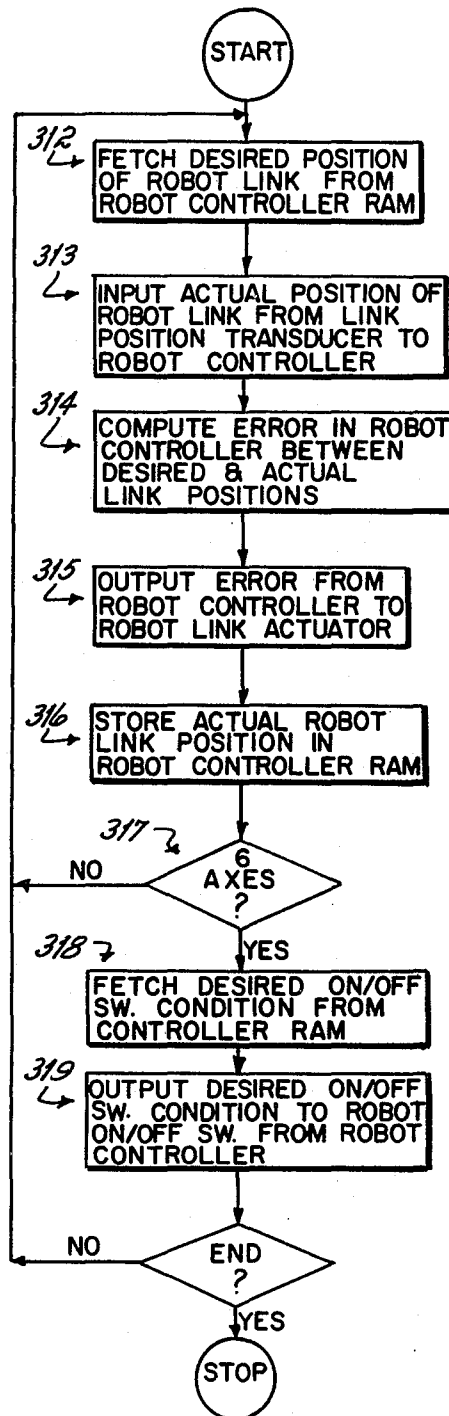 START
312
FETCH DESIRED POSITION
OF ROBOT LINK FROM
ROBOT CONTROLLER RAM
313
INPUT ACTUAL POSITION OF
ROBOT LINK FROM LINK
POSITION TRANSDUCER TO
ROBOT CONTROLLER
314
COMPUTE ERROR IN ROBOT
CONTROLLER BETWEEN
DESIRED & ACTUAL
LINK POSITIONS
315
OUTPUT ERROR FROM
ROBOT CONTROLLER TO
ROBOT LINK ACTUATOR
316
STORE ACTUAL ROBOT
LINK POSITION IN
ROBOT CONTROLLER RAM
317
6
AXES
?
NO
YES
318
FETCH DESIRED ON/OFF
SW. CONDITION FROM
CONTROLLER RAM
319
OUTPUT DESIRED ON/OFF
SW. CONDITION TO ROBOT
ON/OFF SW. FROM ROBOT
CONTROLLER
END
?
NO
YES
STOP